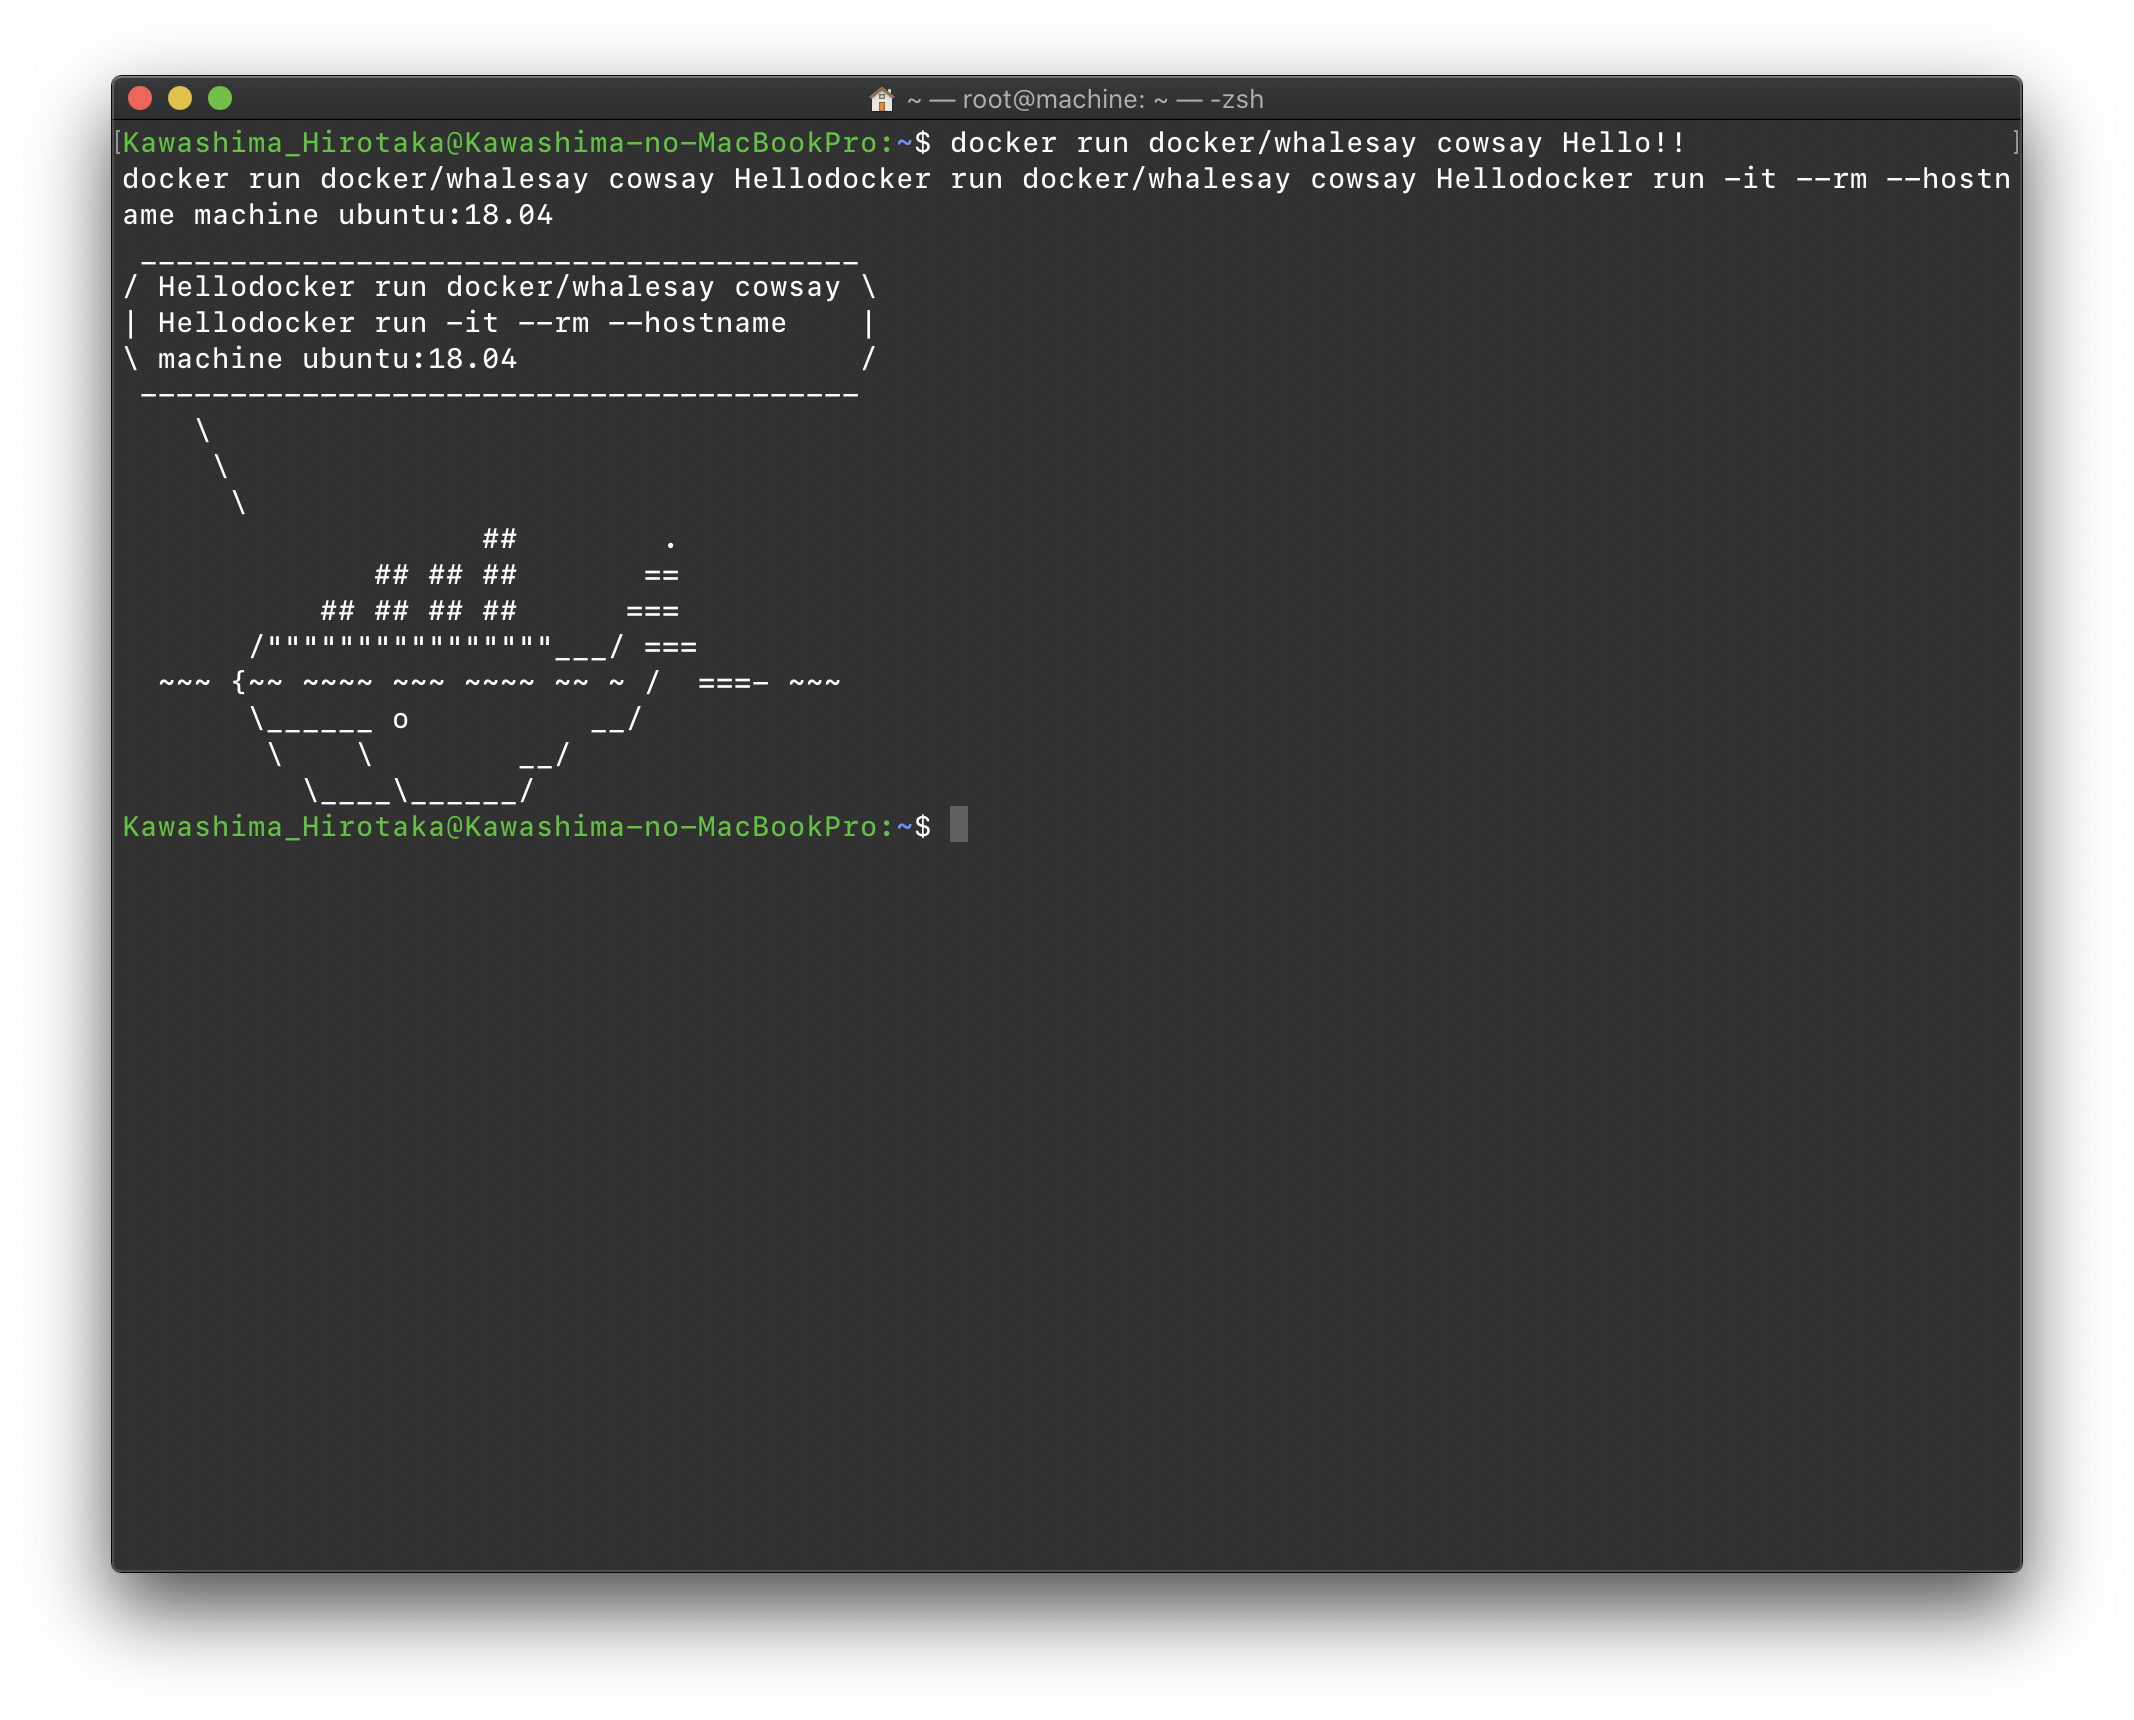 ~ — root@machine: ~ — -zsh
[Kawashima_Hirotaka@Kawashima-no-MacBookPro:~$ docker run docker/whalesay cowsay Hello!! ]
docker run docker/whalesay cowsay Hellodocker run docker/whalesay cowsay Hellodocker run -it --rm --hostn
ame machine ubuntu:18.04
 ________________________________________
/ Hellodocker run docker/whalesay cowsay \
| Hellodocker run -it --rm --hostname    |
\ machine ubuntu:18.04                   /
 ----------------------------------------
    \
     \
      \
                    ##        .
              ## ## ##       ==
           ## ## ## ##      ===
       /""""""""""""""""___/ ===
  ~~~ {~~ ~~~~ ~~~ ~~~~ ~~ ~ /  ===- ~~~
       \______ o          __/
        \    \        __/
          \____\______/
Kawashima_Hirotaka@Kawashima-no-MacBookPro:~$